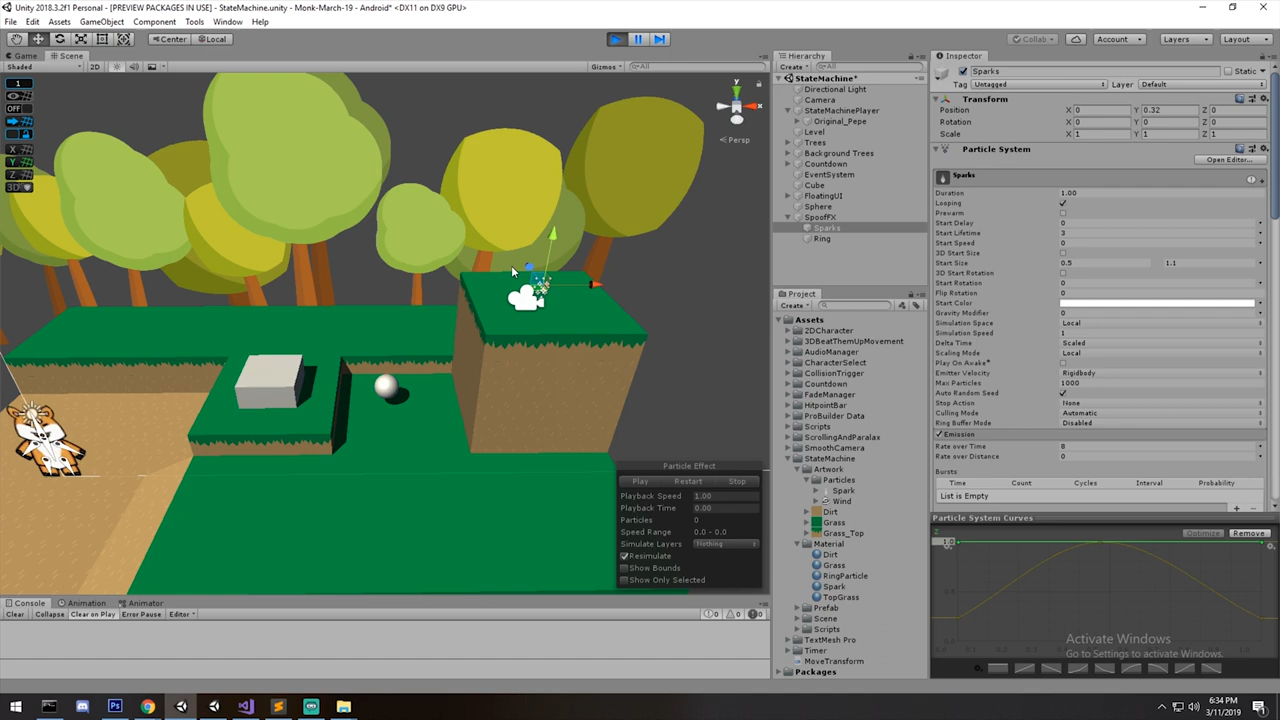 Unity 2018.3.2f1 Personal - [PREVIEW PACKAGES IN USE] - StateMachine.unity - Monk-March-19 - Android* <DX11 on DX9 GPU>
File Edit Assets GameObject Component Tools Window Help
Center Local Collab Account Layers Layout
Game Scene
Shaded 2D Gizmos All
1
OFF
X
Y
Z
3D
y
x
Persp
Particle Effect
Play Restart Stop
Playback Speed 1.00
Playback Time 0.00
Particles 0
Speed Range 0.0 - 0.0
Simulate Layers Nothing
Resimulate
Show Bounds
Show Only Selected
Console Animation Animator
Clear Collapse Clear on Play Error Pause Editor 0 0 0
Hierarchy
Create All
StateMachine*
Directional Light
Camera
StateMachinePlayer
Original_Pepe
Level
Trees
Background Trees
Countdown
EventSystem
Cube
FloatingUI
Sphere
SpoofFX
Sparks
Ring
Project
Create
Assets
2DCharacter
3DBeatThemUpMovement
AudioManager
CharacterSelect
CollisionTrigger
Countdown
FadeManager
HitpointBar
ProBuilder Data
Scripts
ScrollingAndParalax
SmoothCamera
StateMachine
Artwork
Particles
Spark
Wind
Dirt
Grass
Grass_Top
Material
Dirt
Grass
RingParticle
Spark
TopGrass
Prefab
Scene
Scripts
TextMesh Pro
Timer
MoveTransform
Packages
Inspector
Sparks Static
Tag Untagged Layer Default
Transform
Position X 0 Y 0.32 Z 0
Rotation X 0 Y 0 Z 0
Scale X 1 Y 1 Z 1
Particle System
Open Editor...
Sparks
Duration 1.00
Looping
Prewarm
Start Delay 0
Start Lifetime 3
Start Speed 0
3D Start Size
Start Size 0.5 1.1
3D Start Rotation
Start Rotation 0
Flip Rotation 0
Start Color
Gravity Modifier 0
Simulation Space Local
Simulation Speed 1
Delta Time Scaled
Scaling Mode Local
Play On Awake*
Emitter Velocity Rigidbody
Max Particles 1000
Auto Random Seed
Stop Action None
Culling Mode Automatic
Ring Buffer Mode Disabled
Emission
Rate over Time 8
Rate over Distance 0
Bursts
Time Count Cycles Interval Probability
List is Empty
Particle System Curves
Optimize Remove
1.0
Activate Windows
Go to Settings to activate Windows.
6:34 PM
3/11/2019